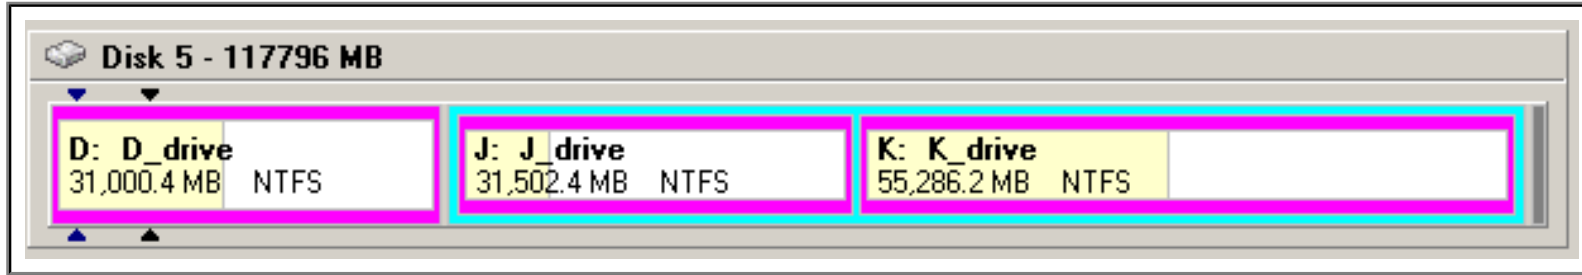 Disk 5 - 117796 MB
D: D_drive
31,000.4 MB NTFS
J: J_drive
31,502.4 MB NTFS
K: K_drive
55,286.2 MB NTFS